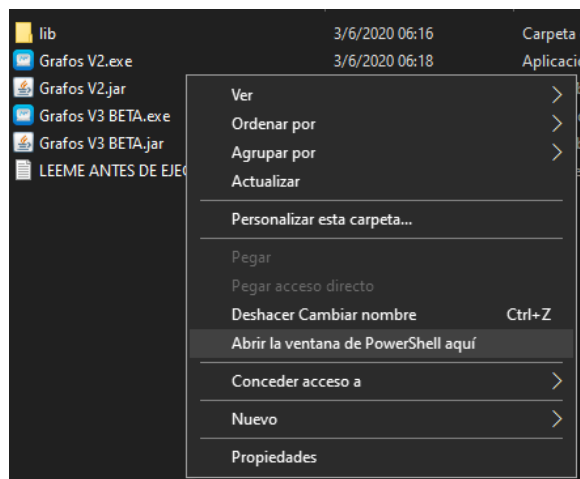 lib 3/6/2020 06:16 Carpeta
Grafos V2.exe 3/6/2020 06:18 Aplicació
Grafos V2.jar
Grafos V3 BETA.exe
Grafos V3 BETA.jar
LEEME ANTES DE EJE
Ver
Ordenar por
Agrupar por
Actualizar
Personalizar esta carpeta...
Pegar
Pegar acceso directo
Deshacer Cambiar nombre Ctrl+Z
Abrir la ventana de PowerShell aquí
Conceder acceso a
Nuevo
Propiedades